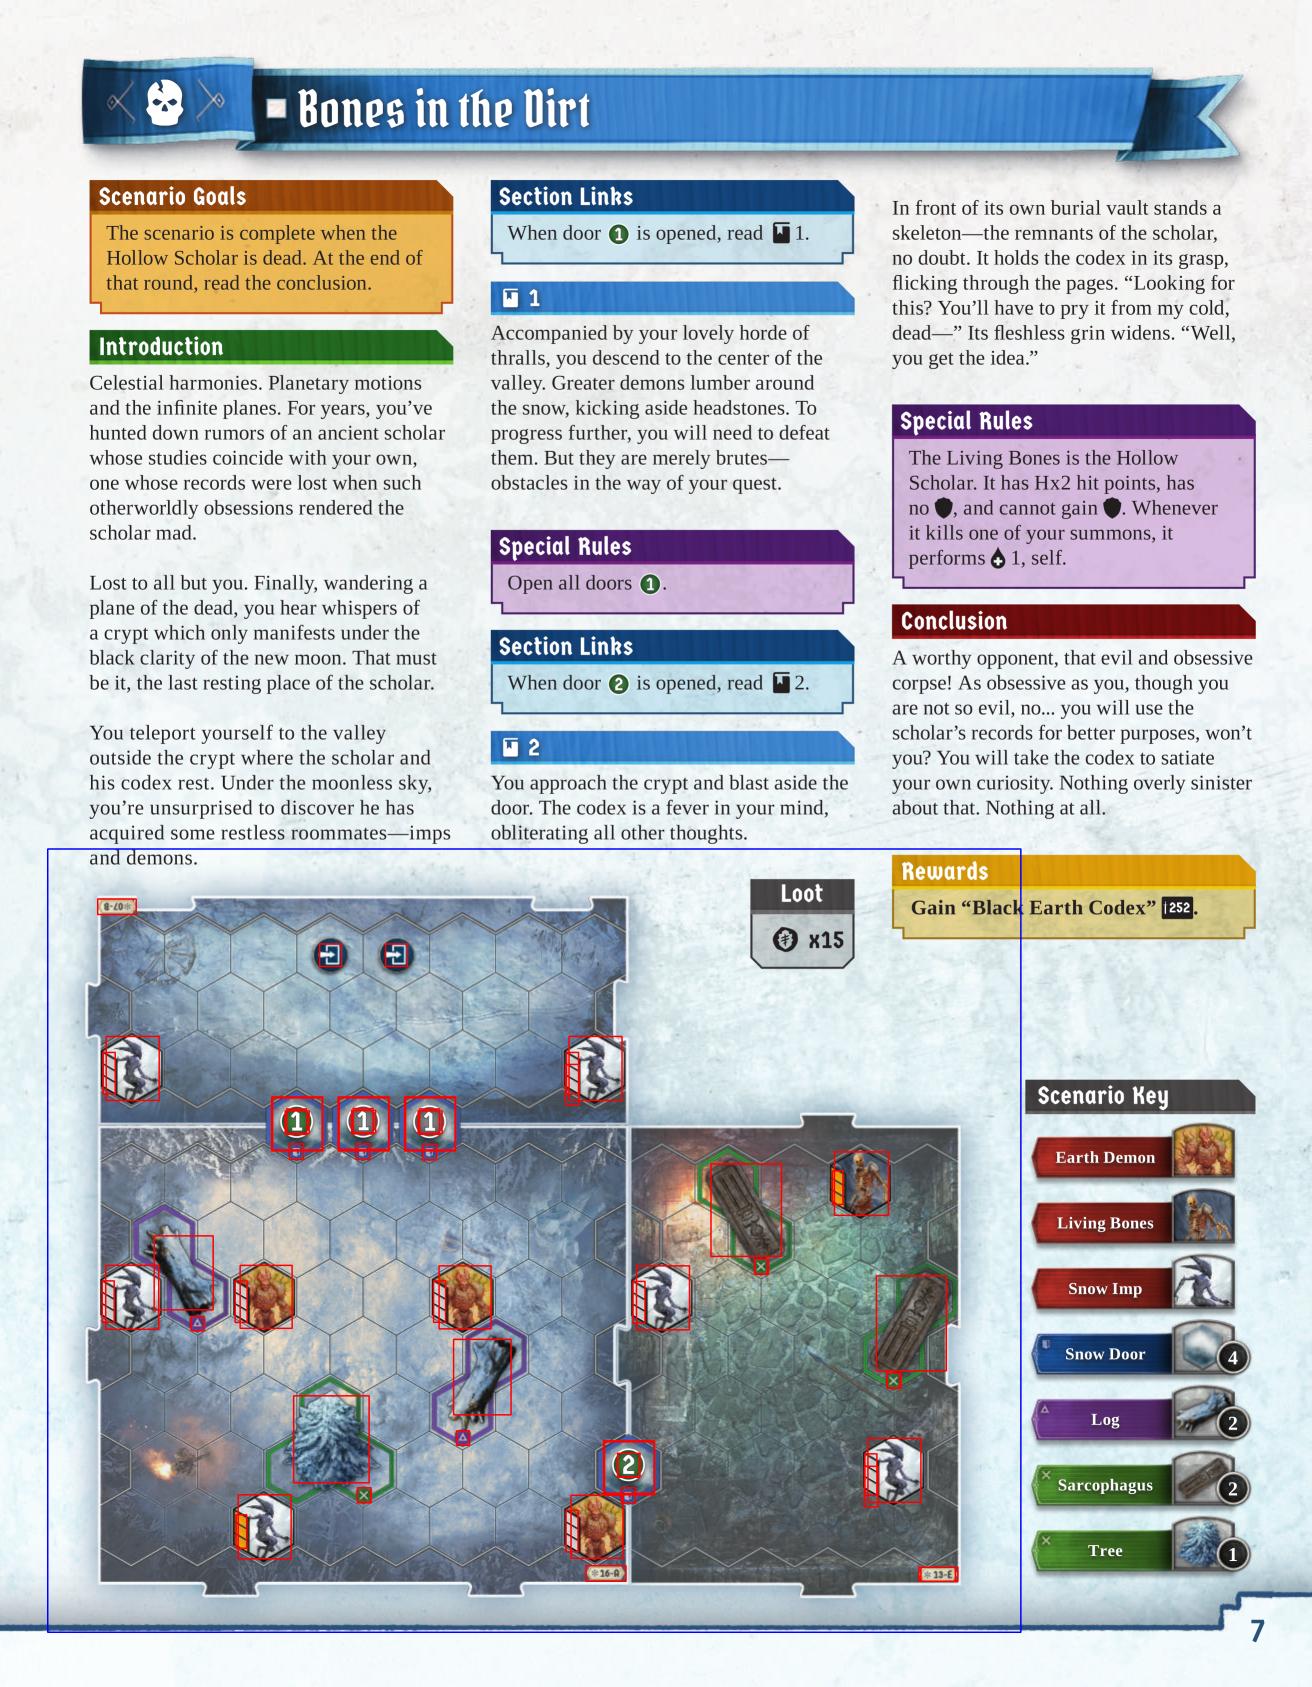 Bones in the Dirt
Scenario Goals
The scenario is complete when the
Hollow Scholar is dead. At the end of
that round, read the conclusion.
Introduction
Celestial harmonies. Planetary motions
and the infinite planes. For years, you’ve
hunted down rumors of an ancient scholar
whose studies coincide with your own,
one whose records were lost when such
otherworldly obsessions rendered the
scholar mad.
Lost to all but you. Finally, wandering a
plane of the dead, you hear whispers of
a crypt which only manifests under the
black clarity of the new moon. That must
be it, the last resting place of the scholar.
You teleport yourself to the valley
outside the crypt where the scholar and
his codex rest. Under the moonless sky,
you’re unsurprised to discover he has
acquired some restless roommates—imps
and demons.
Section Links
When door 1 is opened, read 1.
1
Accompanied by your lovely horde of
thralls, you descend to the center of the
valley. Greater demons lumber around
the snow, kicking aside headstones. To
progress further, you will need to defeat
them. But they are merely brutes—
obstacles in the way of your quest.
Special Rules
Open all doors 1.
Section Links
When door 2 is opened, read 2.
2
You approach the crypt and blast aside the
door. The codex is a fever in your mind,
obliterating all other thoughts.
In front of its own burial vault stands a
skeleton—the remnants of the scholar,
no doubt. It holds the codex in its grasp,
flicking through the pages. “Looking for
this? You’ll have to pry it from my cold,
dead—” Its fleshless grin widens. “Well,
you get the idea.”
Special Rules
The Living Bones is the Hollow
Scholar. It has Hx2 hit points, has
no , and cannot gain . Whenever
it kills one of your summons, it
performs 1, self.
Conclusion
A worthy opponent, that evil and obsessive
corpse! As obsessive as you, though you
are not so evil, no... you will use the
scholar’s records for better purposes, won’t
you? You will take the codex to satiate
your own curiosity. Nothing overly sinister
about that. Nothing at all.
Rewards
Gain “Black Earth Codex” 252.
Loot
x15
07-B
1
1
1
2
16-A
13-E
Scenario Key
Earth Demon
Living Bones
Snow Imp
Snow Door 4
Log 2
Sarcophagus 2
Tree 1
7